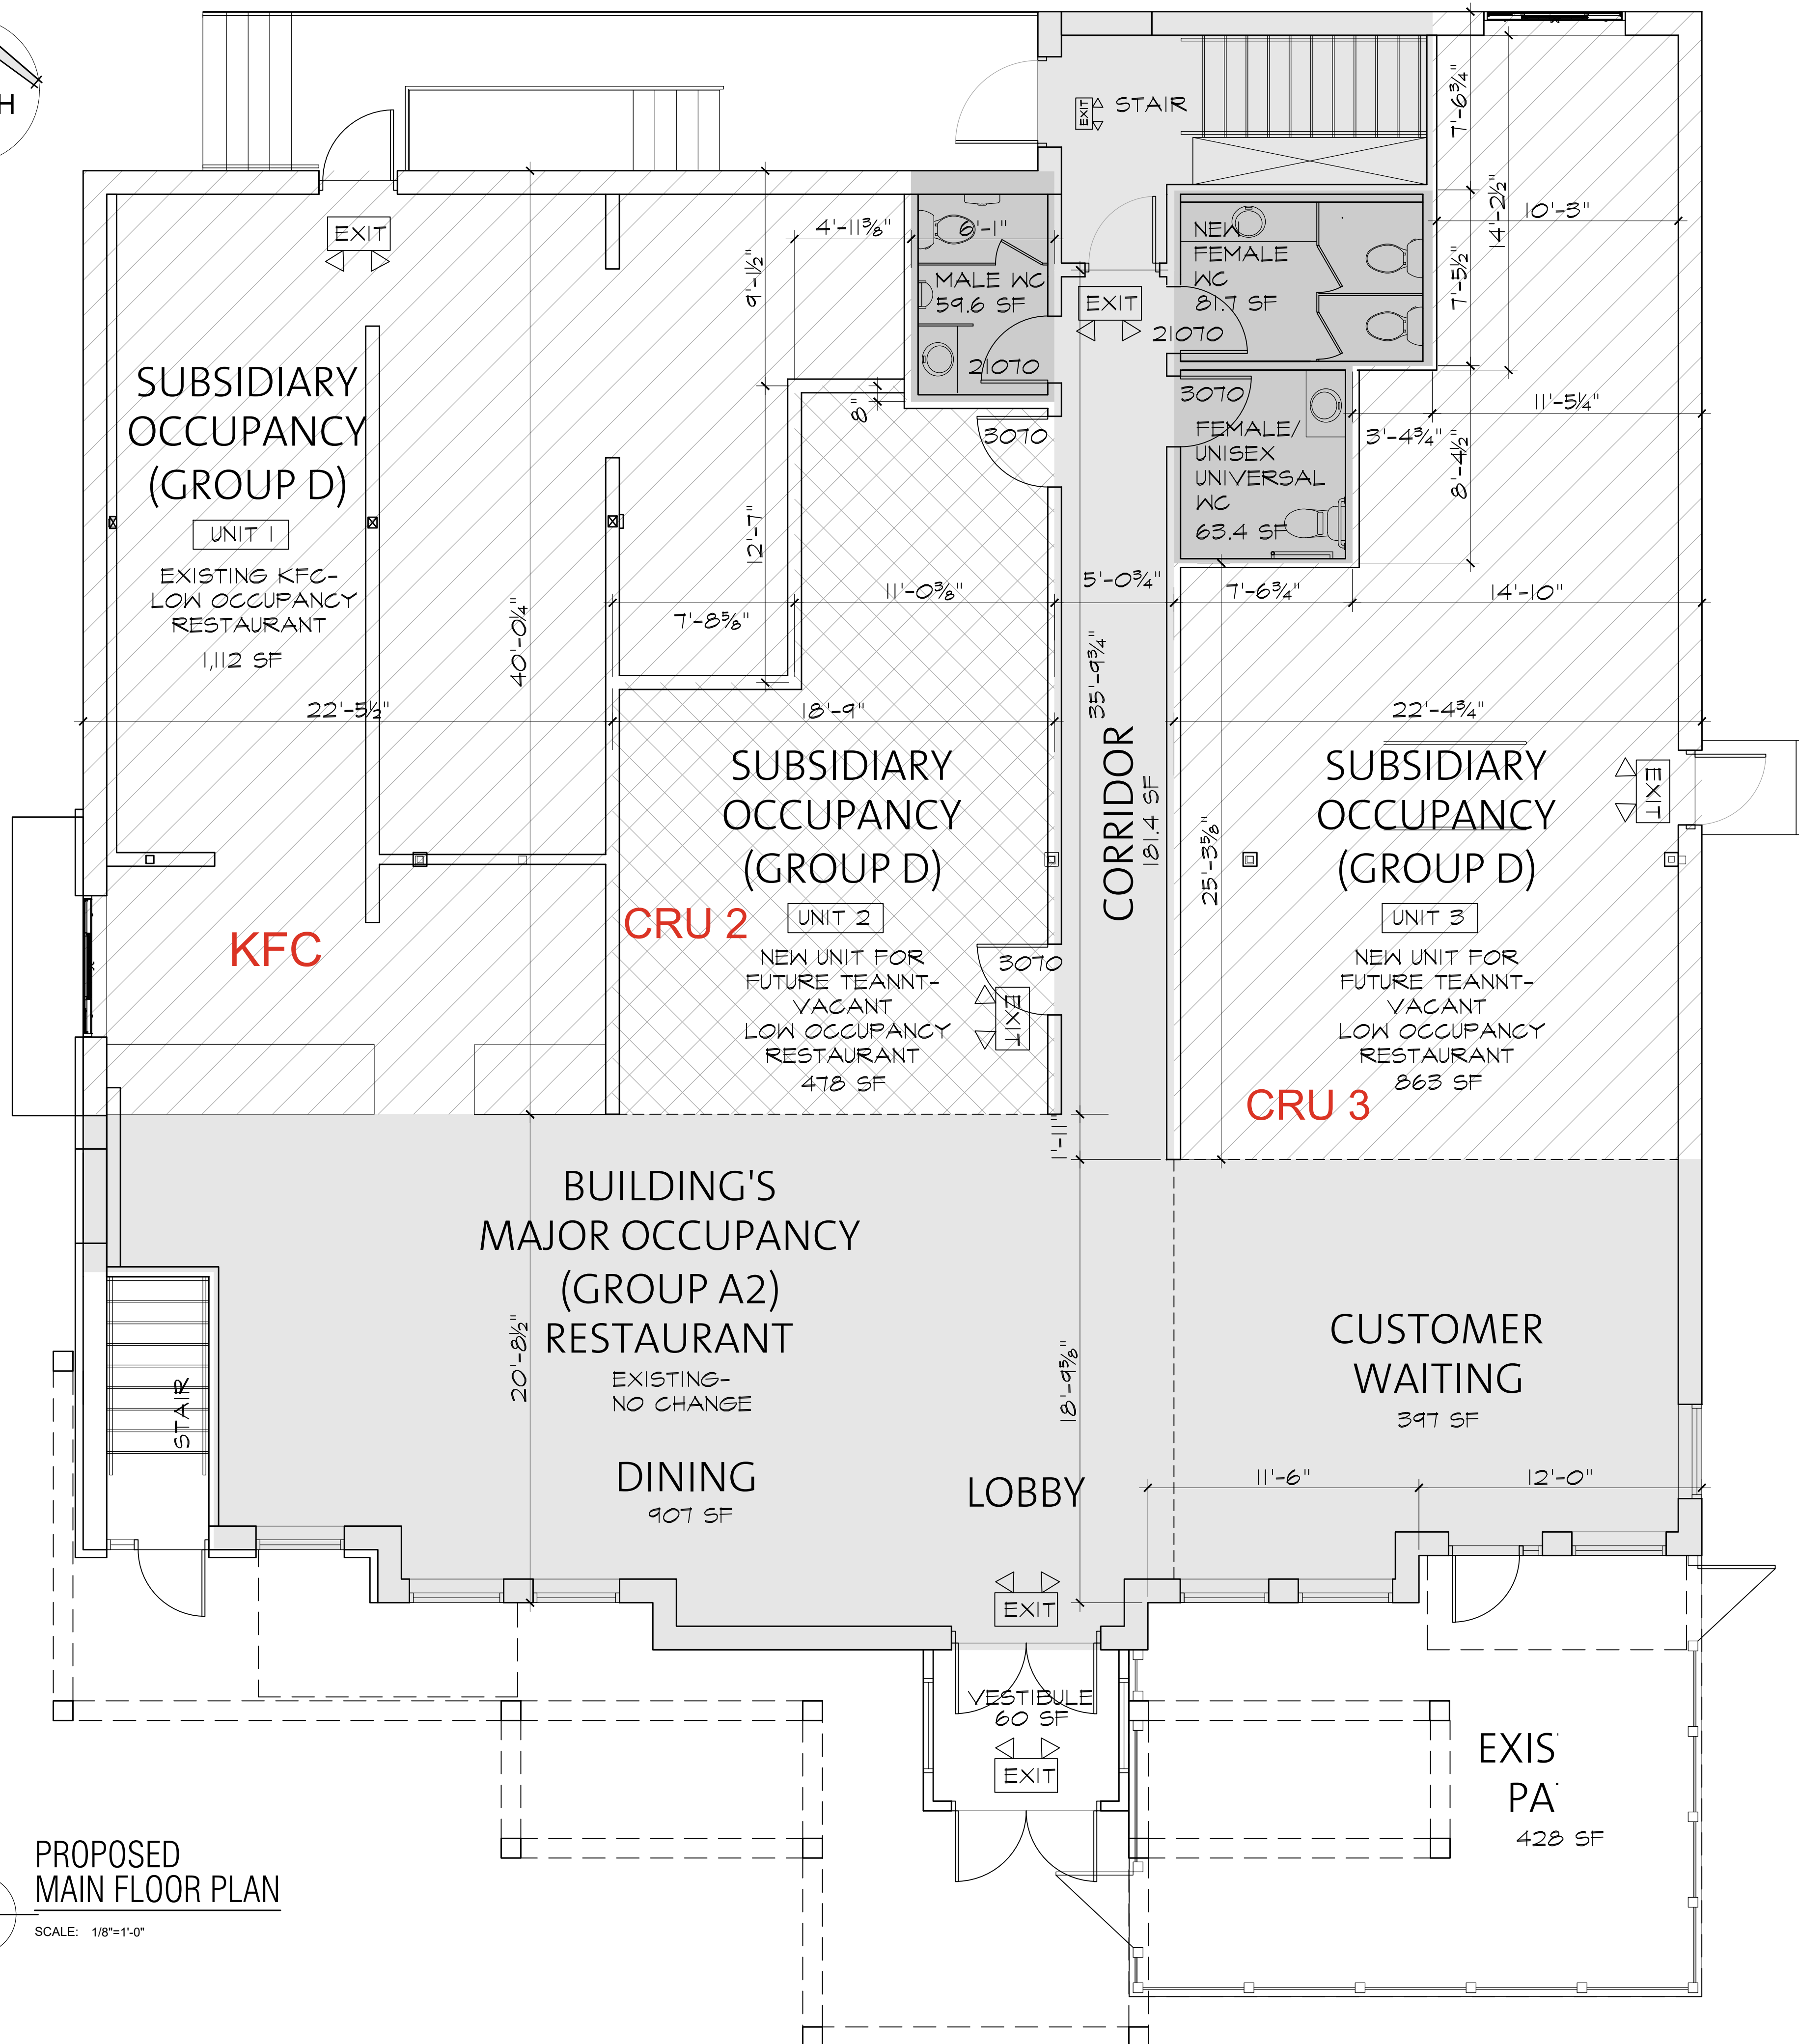 H
STAIR
EXIT
7'-6¾"
14'-2½"
10'-3"
7'-5½"
EXIT
4'-11⅜"
6'-1"
9'-1½"
MALE WC
59.6 SF
21070
EXIT
NEW
FEMALE
WC
81.7 SF
21070
SUBSIDIARY
OCCUPANCY
(GROUP D)
UNIT 1
EXISTING KFC-
LOW OCCUPANCY
RESTAURANT
1,112 SF
8"
3070
3070
FEMALE/
UNISEX
UNIVERSAL
WC
63.4 SF
11'-5¼"
3'-4¾"
8'-4½"
12'-7"
11'-0⅜"
7'-8⅝"
5'-0¾"
7'-6¾"
14'-10"
40'-0¼"
35'-9¾"
22'-5½"
18'-9"
22'-4¾"
CORRIDOR
181.4 SF
25'-3⅝"
SUBSIDIARY
OCCUPANCY
(GROUP D)
UNIT 2
NEW UNIT FOR
FUTURE TEANNT-
VACANT
LOW OCCUPANCY
RESTAURANT
478 SF
3070
EXIT
SUBSIDIARY
OCCUPANCY
(GROUP D)
UNIT 3
NEW UNIT FOR
FUTURE TEANNT-
VACANT
LOW OCCUPANCY
RESTAURANT
863 SF
EXIT
KFC
CRU 2
CRU 3
1'-11"
BUILDING'S
MAJOR OCCUPANCY
(GROUP A2)
RESTAURANT
EXISTING-
NO CHANGE
20'-8½"
18'-9⅝"
STAIR
DINING
907 SF
LOBBY
CUSTOMER
WAITING
397 SF
11'-6"
12'-0"
EXIT
VESTIBULE
60 SF
EXIT
EXIS
PA
428 SF
PROPOSED
MAIN FLOOR PLAN
SCALE: 1/8"=1'-0"